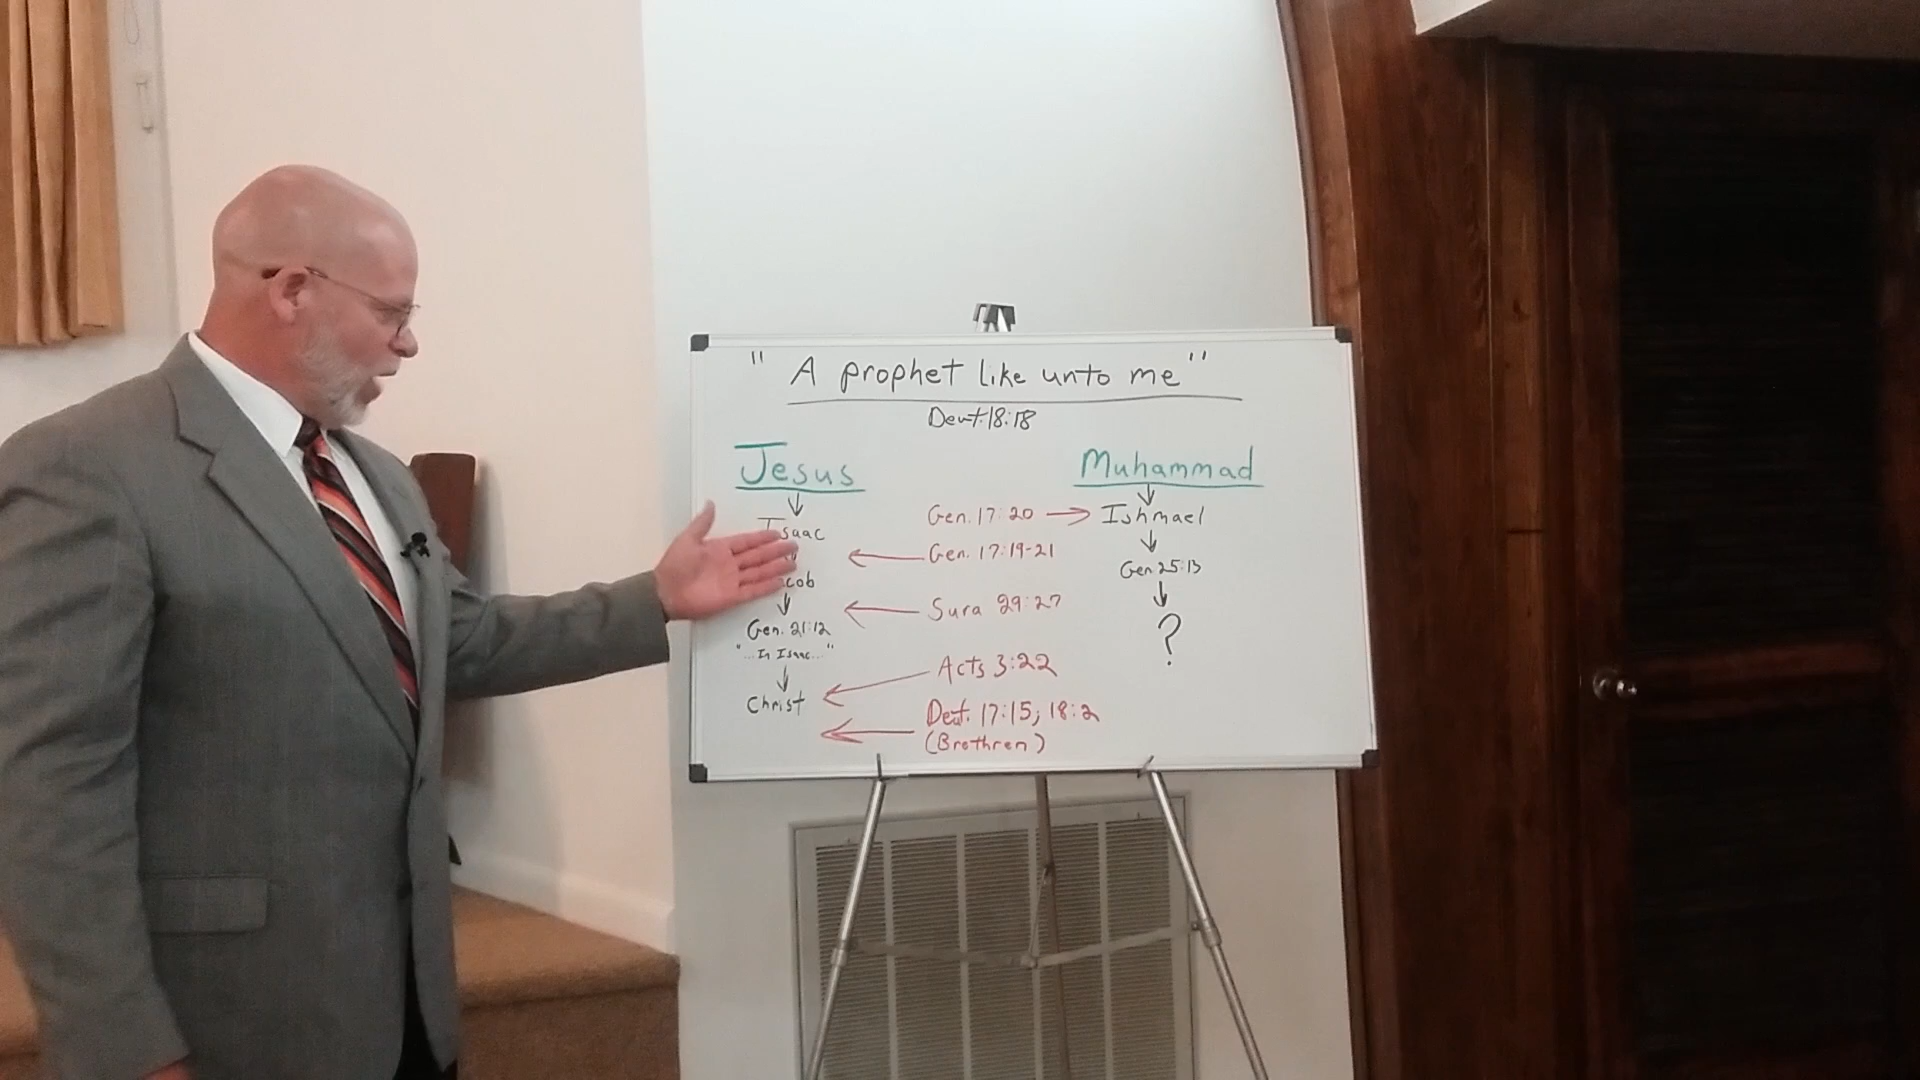 " A prophet like unto me "
Deut. 18:18
Jesus
Isaac
cob
Gen. 21:12
"...In Isaac..."
Christ
Gen. 17:20
Gen. 17:19-21
Sura 29:27
Acts 3:22
Deut. 17:15; 18:2
(Brethren)
Muhammad
Ishmael
Gen. 25:13
?